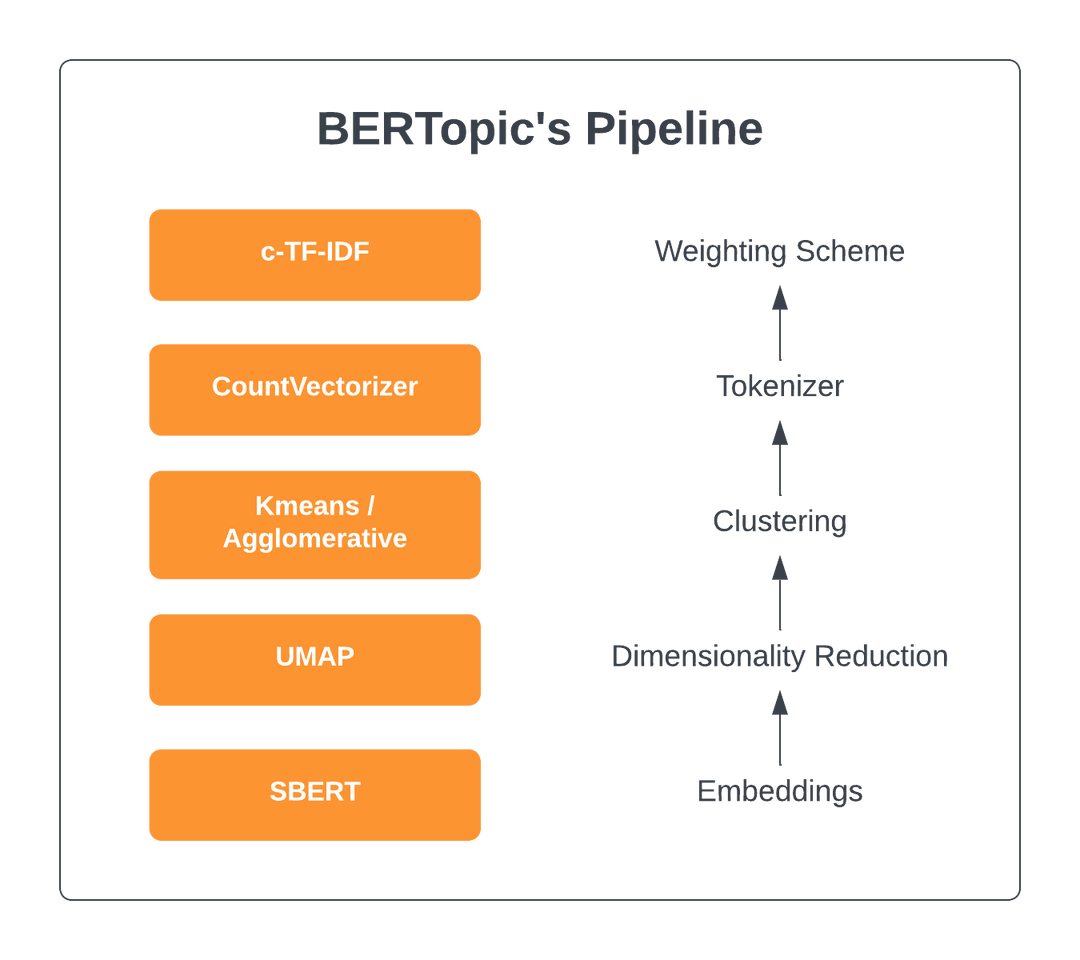 BERTopic's Pipeline
c-TF-IDF
Weighting Scheme
CountVectorizer
Tokenizer
Kmeans /
Agglomerative
Clustering
UMAP
Dimensionality Reduction
SBERT
Embeddings